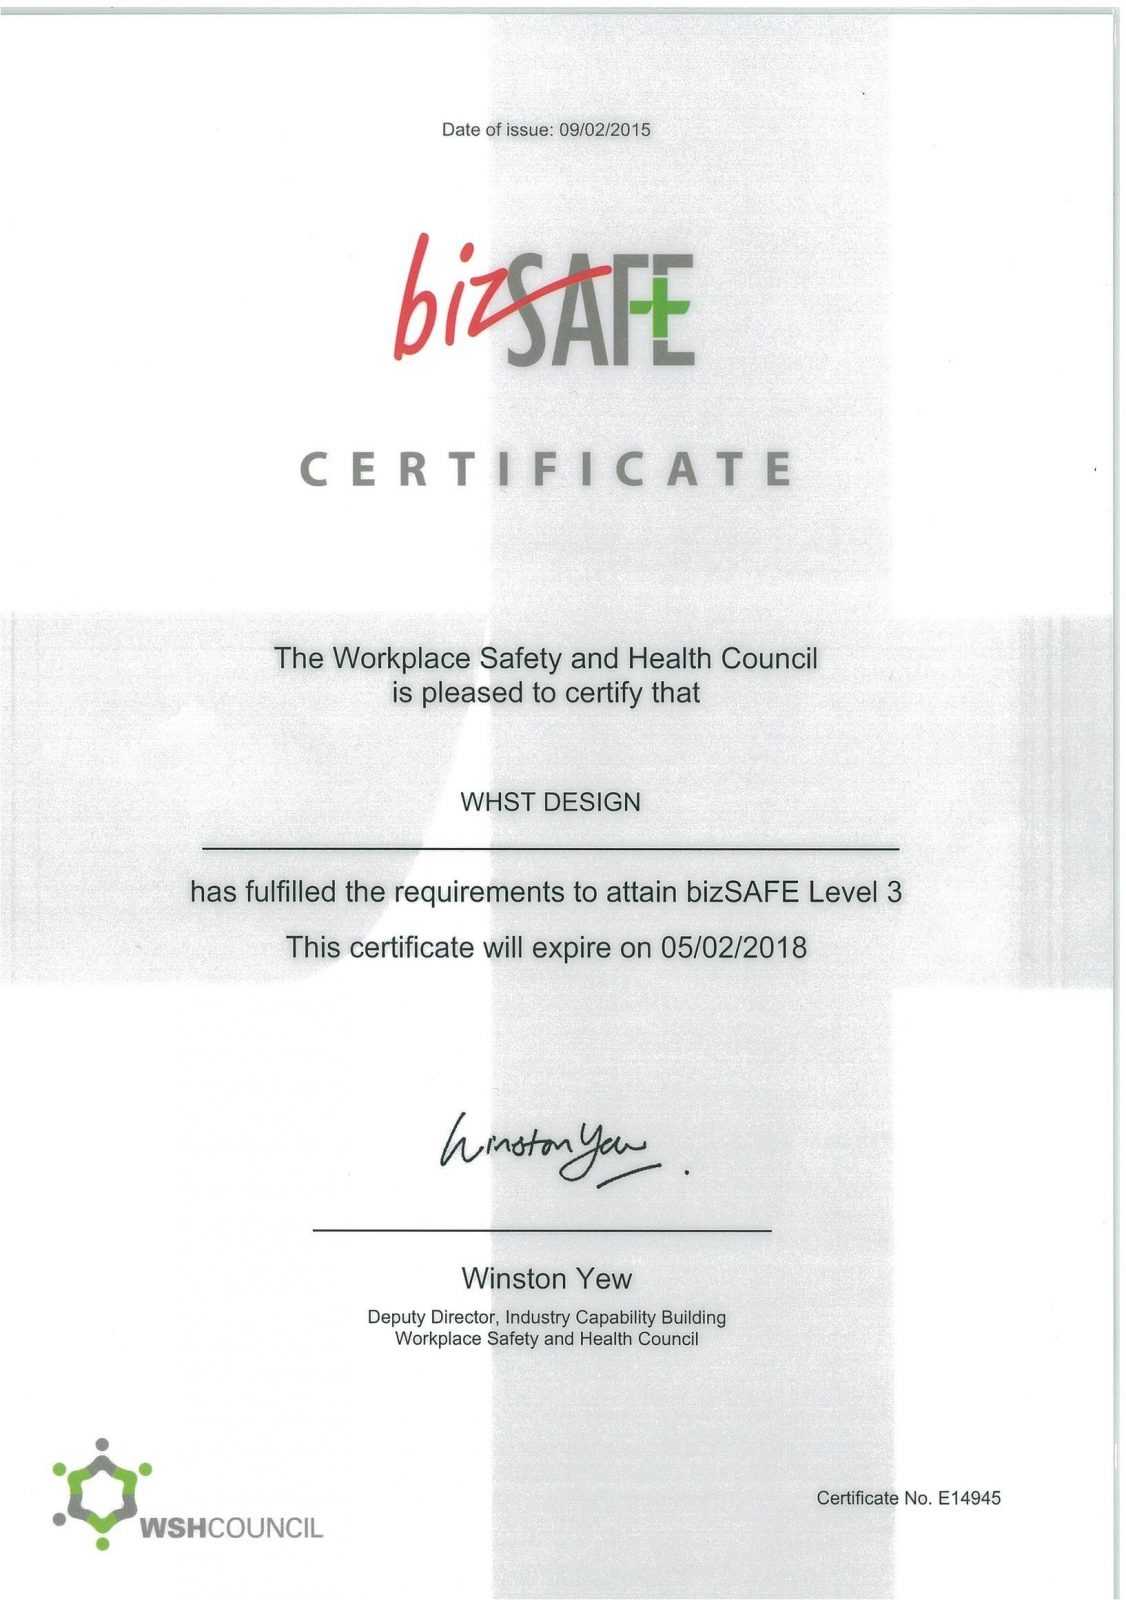 Date of issue: 09/02/2015
bizSAFE
CERTIFICATE
The Workplace Safety and Health Council
is pleased to certify that
WHST DESIGN
has fulfilled the requirements to attain bizSAFE Level 3
This certificate will expire on 05/02/2018
Winston Yew
Winston Yew
Deputy Director, Industry Capability Building
Workplace Safety and Health Council
Certificate No. E14945
WSHCOUNCIL